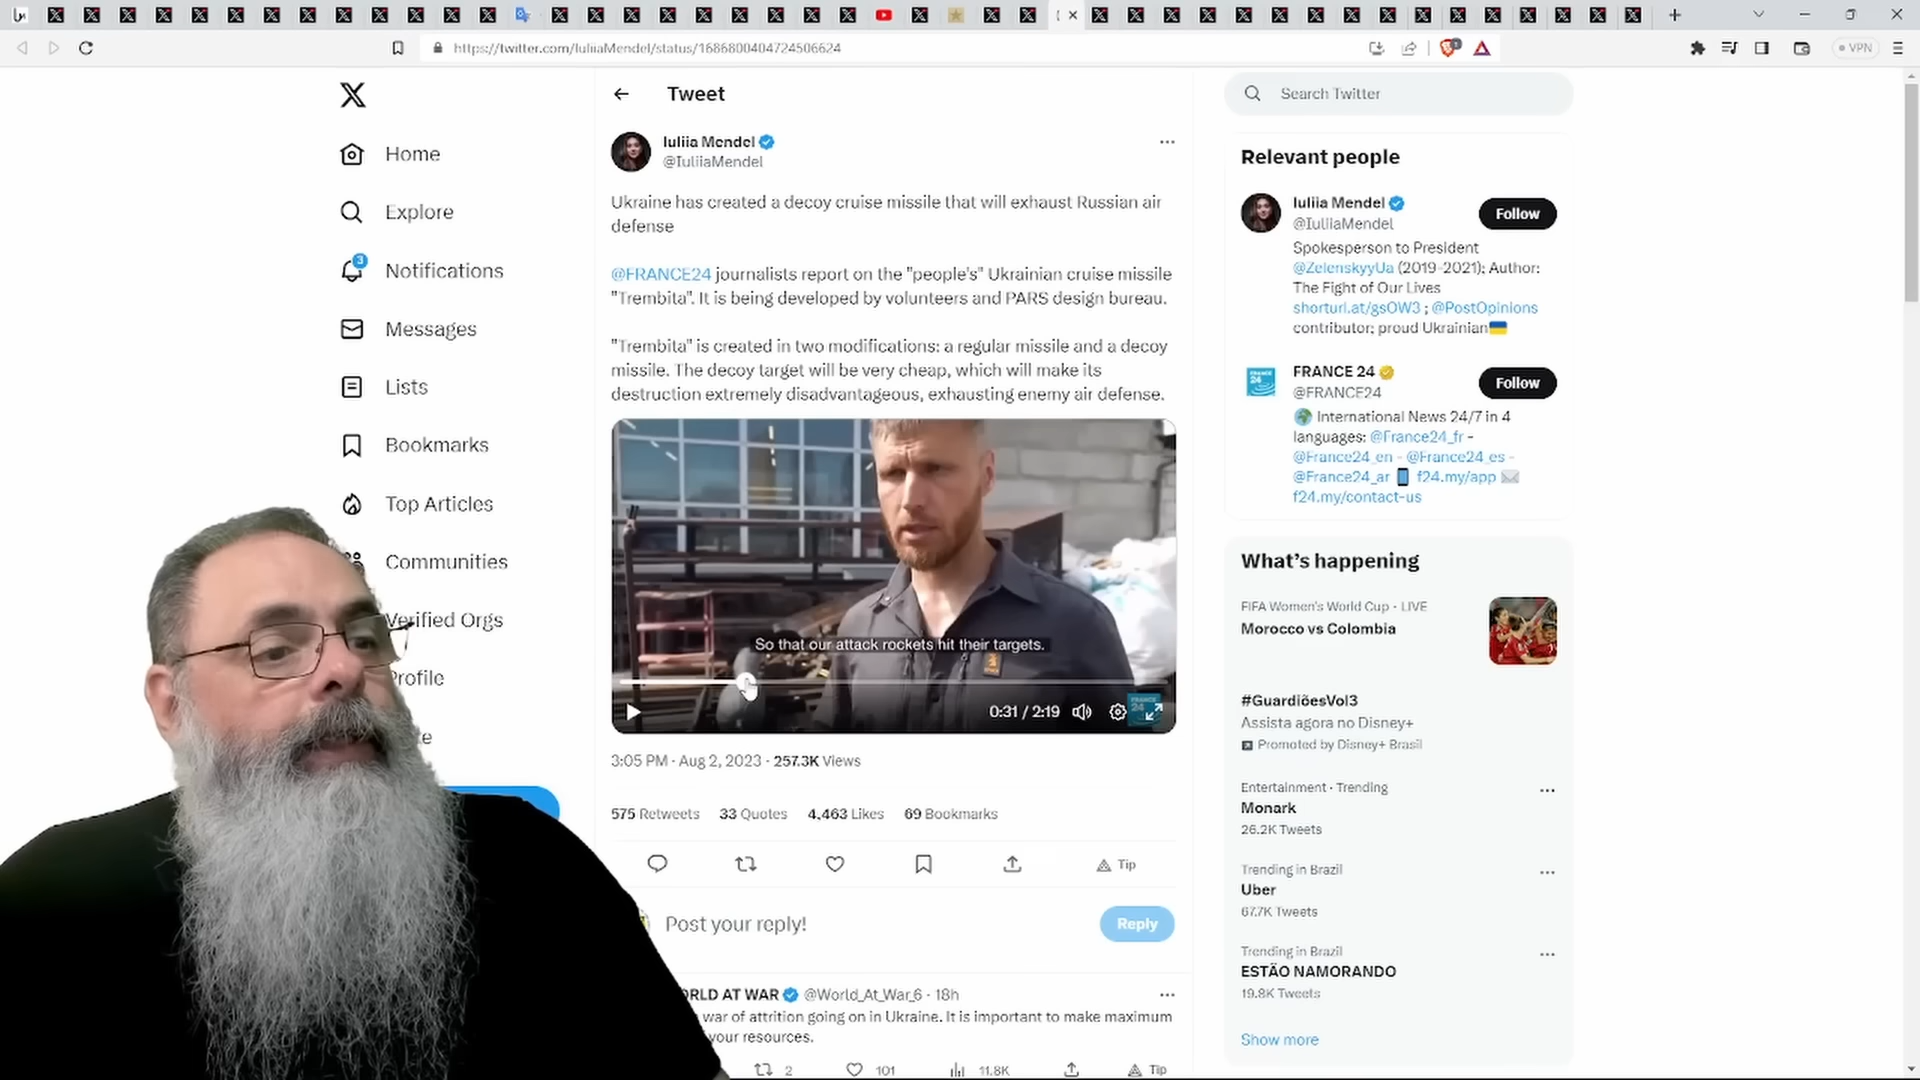 https://twitter.com/IuliiaMendel/status/1686800404724506624
VPN
Home
Explore
3
Notifications
Messages
Lists
Bookmarks
Top Articles
Communities
Verified Orgs
Profile
Tweet
Iuliia Mendel
@IuliiaMendel
Ukraine has created a decoy cruise missile that will exhaust Russian air
defense
@FRANCE24 journalists report on the "people's" Ukrainian cruise missile
"Trembita". It is being developed by volunteers and PARS design bureau.
"Trembita" is created in two modifications: a regular missile and a decoy
missile. The decoy target will be very cheap, which will make its
destruction extremely disadvantageous, exhausting enemy air defense.
So that our attack rockets hit their targets.
0:31 / 2:19
FRANCE
3:05 PM · Aug 2, 2023 · 257.3K Views
575 Retweets 33 Quotes 4,463 Likes 69 Bookmarks
Tip
Post your reply!
Reply
ORLD AT WAR @World_At_War_6 · 18h
war of attrition going on in Ukraine. It is important to make maximum
your resources.
2 101 11.8K Tip
Search Twitter
Relevant people
Iuliia Mendel
@IuliiaMendel
Follow
Spokesperson to President
@ZelenskyyUa (2019-2021); Author:
The Fight of Our Lives
shorturl.at/gsOW3 ; @PostOpinions
contributor; proud Ukrainian
FRANCE
24
FRANCE 24
@FRANCE24
Follow
International News 24/7 in 4
languages: @France24_fr -
@France24_en - @France24_es -
@France24_ar f24.my/app
f24.my/contact-us
What's happening
FIFA Women's World Cup · LIVE
Morocco vs Colombia
#GuardiõesVol3
Assista agora no Disney+
Promoted by Disney+ Brasil
Entertainment · Trending
Monark
26.2K Tweets
Trending in Brazil
Uber
67.7K Tweets
Trending in Brazil
ESTÃO NAMORANDO
19.8K Tweets
Show more